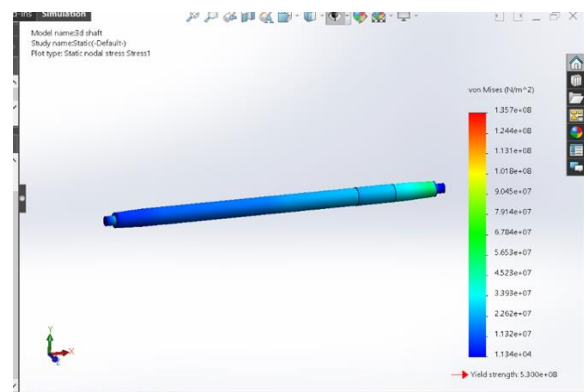 Simulation
Model name:3d shaft
Study name:Static(-Default-)
Plot type: Static nodal stress Stress1
von Mises (N/m^2)
1.357e+08
1.244e+08
1.131e+08
1.018e+08
9.045e+07
7.914e+07
6.784e+07
5.653e+07
4.523e+07
3.393e+07
2.262e+07
1.132e+07
1.134e+04
Yield strength: 5.300e+08
Y
X